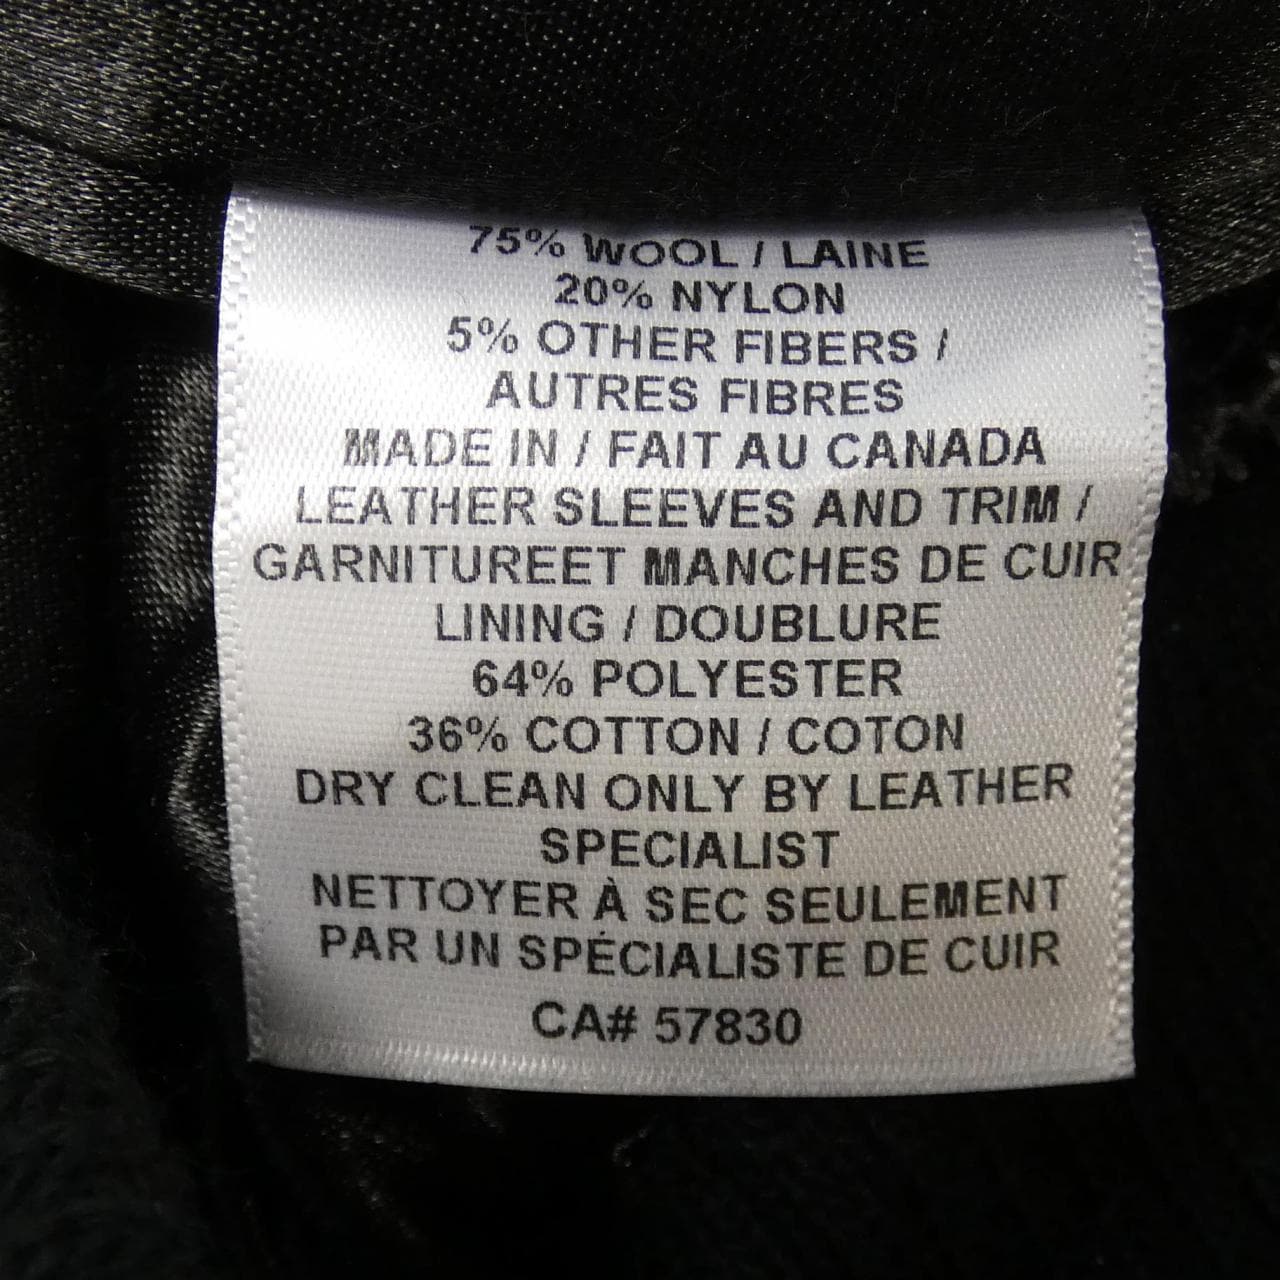 75% WOOL / LAINE
20% NYLON
5% OTHER FIBERS /
AUTRES FIBRES
MADE IN / FAIT AU CANADA
LEATHER SLEEVES AND TRIM /
GARNITUREET MANCHES DE CUIR
LINING / DOUBLURE
64% POLYESTER
36% COTTON / COTON
DRY CLEAN ONLY BY LEATHER
SPECIALIST
NETTOYER À SEC SEULEMENT
PAR UN SPÉCIALISTE DE CUIR
CA# 57830